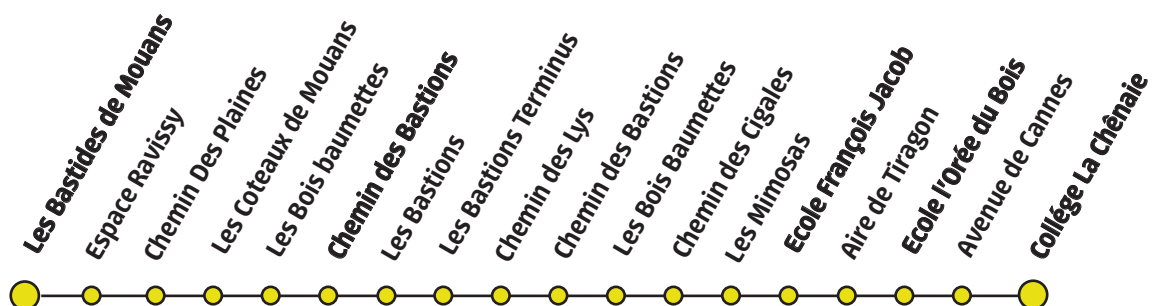 Les Bastides de Mouans
Espace Ravissy
Chemin Des Plaines
Les Coteaux de Mouans
Les Bois baumettes
Chemin des Bastions
Les Bastions
Les Bastions Terminus
Chemin des Lys
Chemin des Bastions
Les Bois Baumettes
Chemin des Cigales
Les Mimosas
Ecole François Jacob
Aire de Tiragon
Ecole l'Orée du Bois
Avenue de Cannes
Collége La Chênaie